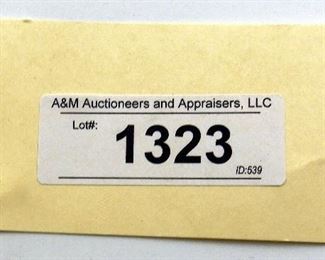 A&M Auctioneers and Appraisers, LLC
Lot#: 1323
ID:539